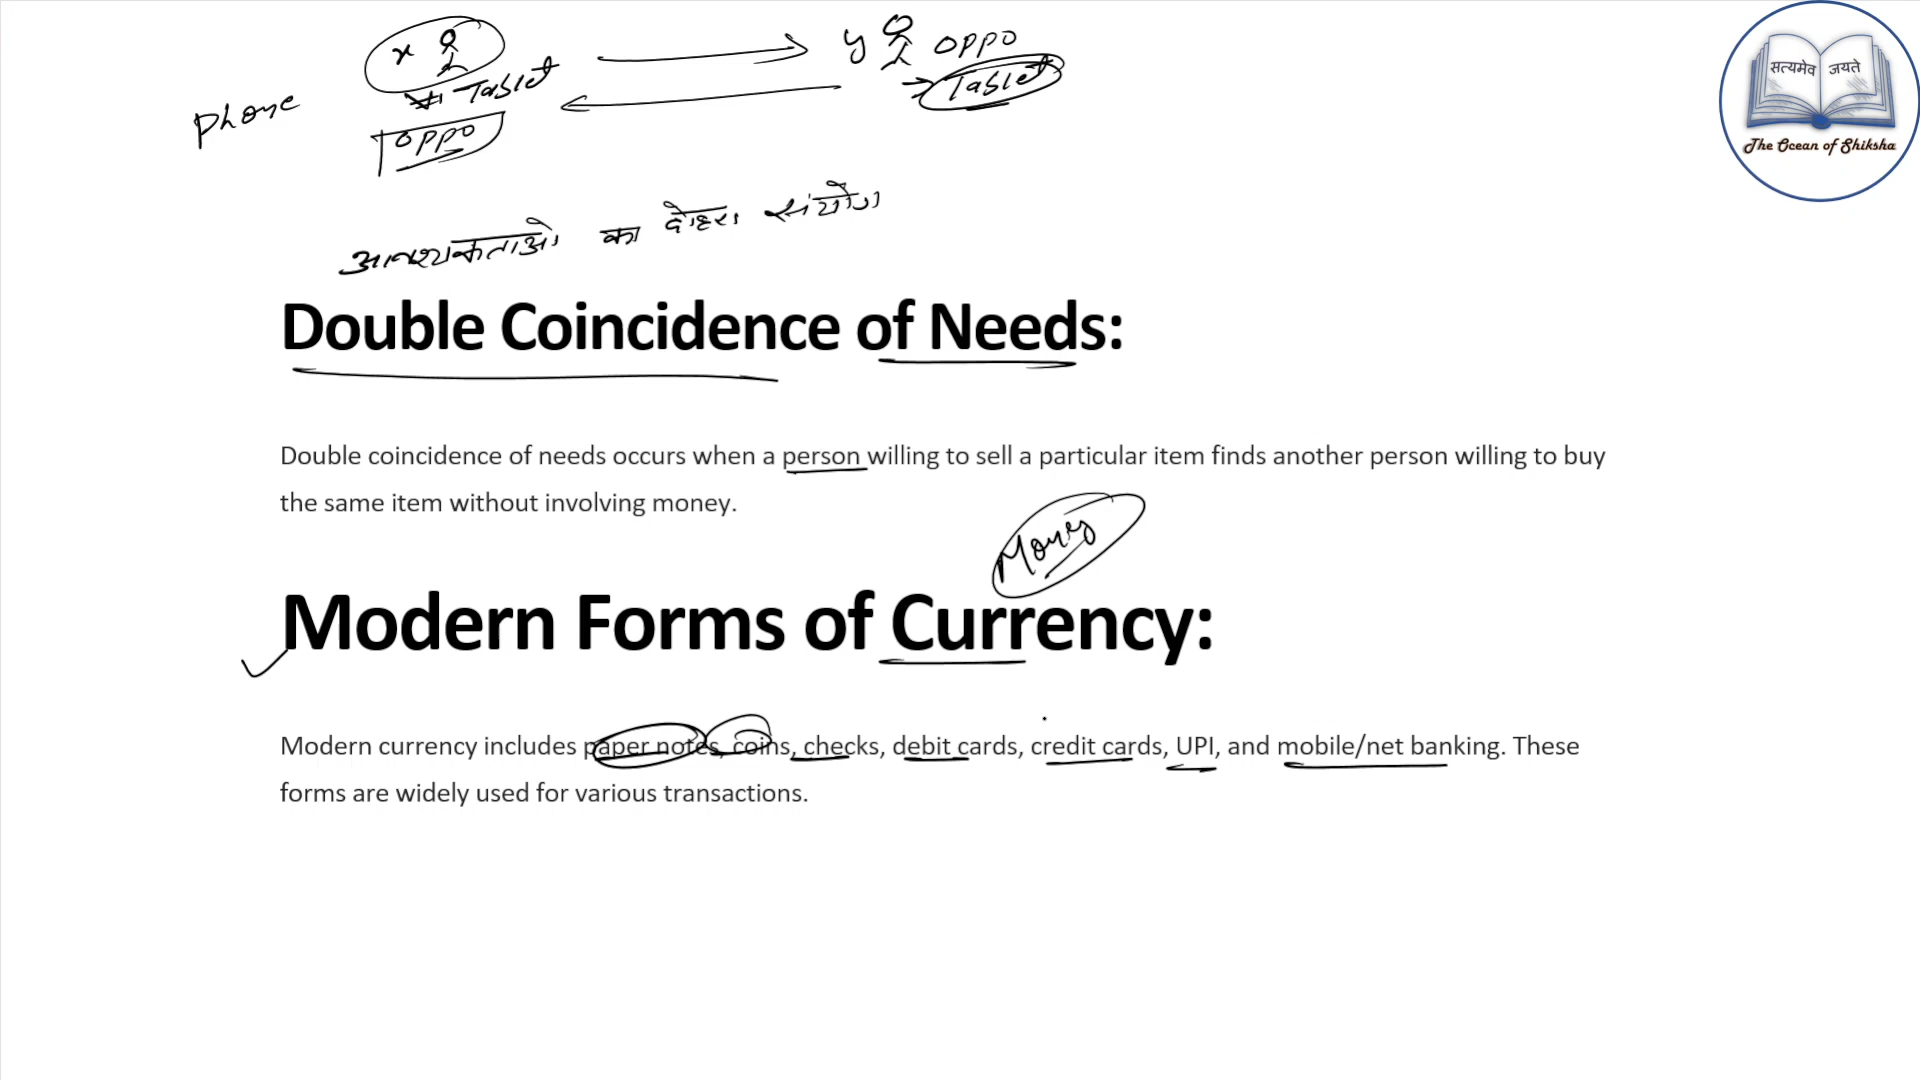 x
y OPPO
Tablet
Tablet
Phone
OPPO
सत्यमेव जयते
The Ocean of Shiksha
आवश्यकताओ का दोहरा संयोग
Double Coincidence of Needs:
Double coincidence of needs occurs when a person willing to sell a particular item finds another person willing to buy
the same item without involving money.
Money
Modern Forms of Currency:
Modern currency includes paper notes, coins, checks, debit cards, credit cards, UPI, and mobile/net banking. These
forms are widely used for various transactions.